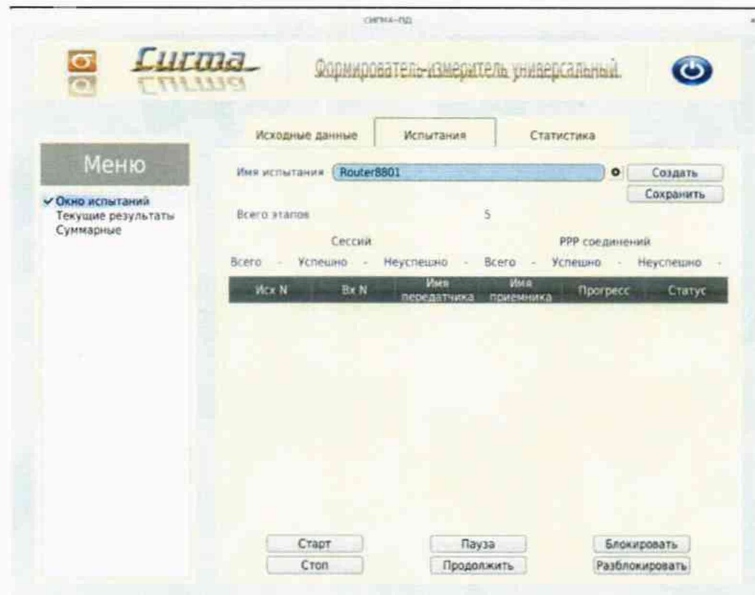 СИГМА-ПД
σ Сигма Формирователь-измеритель универсальный.
Исходные данные Испытания Статистика
Меню
Имя испытания Router8801 Создать
Сохранить
✔ Окно испытаний
Текущие результаты
Суммарные
Всего этапов 5
Сессий PPP соединений
Всего - Успешно - Неуспешно - Всего - Успешно - Неуспешно -
Исх N Вх N Имя передатчика Имя приемника Прогресс Статус
Старт Пауза Блокировать
Стоп Продолжить Разблокировать